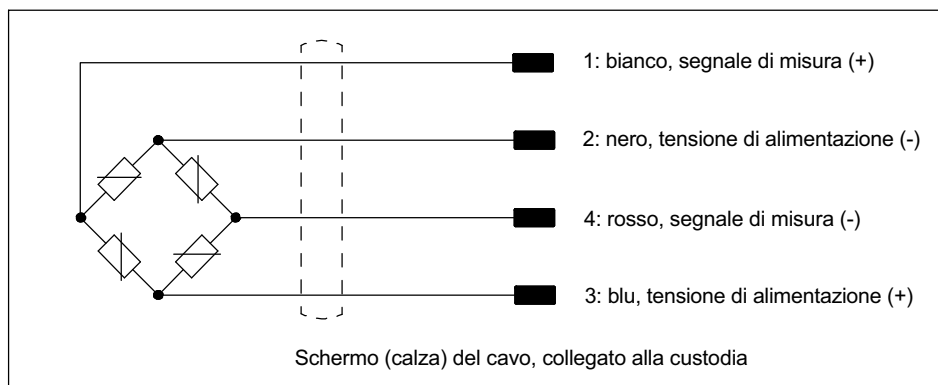 1: bianco, segnale di misura (+)
2: nero, tensione di alimentazione (-)
4: rosso, segnale di misura (-)
3: blu, tensione di alimentazione (+)
Schermo (calza) del cavo, collegato alla custodia